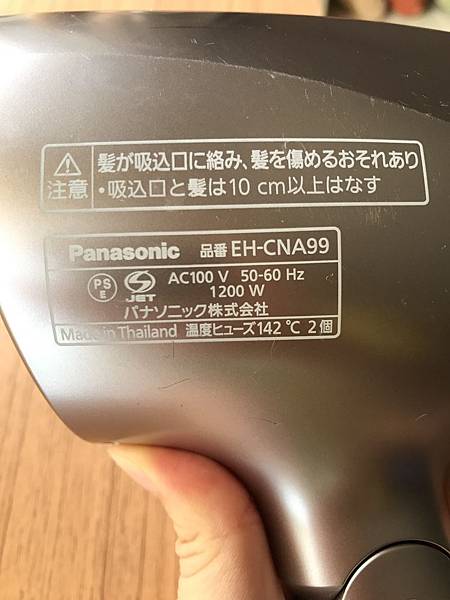 注意
髪が吸込口に絡み、髪を傷めるおそれあり
・吸込口と髪は10 cm以上はなす
Panasonic 品番 EH-CNA99
PS E JET AC100 V 50-60 Hz
1200 W
パナソニック株式会社
Made in Thailand 温度ヒューズ142 ℃ 2個